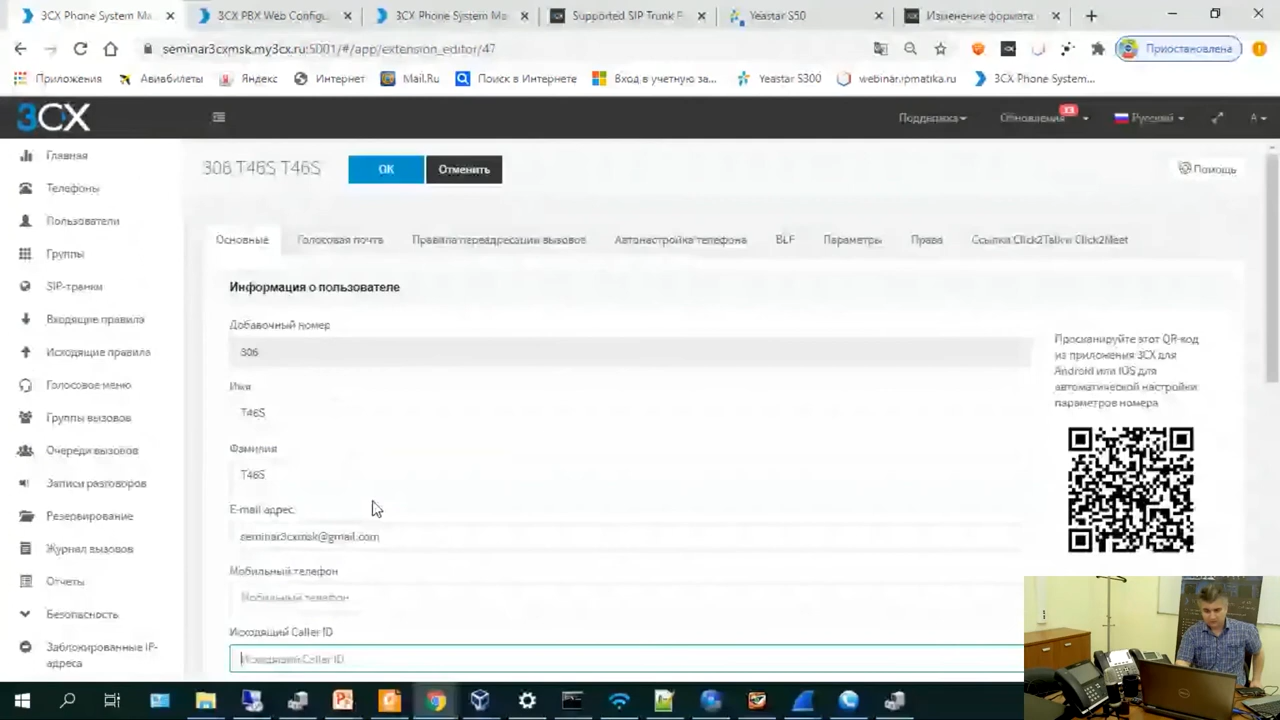 3CX Phone System Ma...
3CX PBX Web Configu...
3CX Phone System Ma...
Supported SIP Trunk P...
Yeastar S50
Изменение формата
seminar3cxmsk.my3cx.ru:5001/#/app/extension_editor/47
Приостановлена
Приложения
Авиабилеты
Яндекс
Интернет
Mail.Ru
Поиск в Интернете
Вход в учетную за...
Yeastar S300
webinar.ipmatika.ru
3CX Phone System...
3CX
Поддержка
Обновления
Русский
A
Главная
Телефоны
Пользователи
Группы
SIP-транки
Входящие правила
Исходящие правила
Голосовое меню
Группы вызовов
Очереди вызовов
Записи разговоров
Резервирование
Журнал вызовов
Отчеты
Безопасность
Заблокированные IP-
адреса
306 T46S T46S
OK
Отменить
Помощь
Основные
Голосовая почта
Правила переадресации вызовов
Автонастройка телефона
BLF
Параметры
Права
Ссылка Click2Talk и Click2Meet
Информация о пользователе
Добавочный номер
306
Имя
T46S
Фамилия
T46S
E-mail адрес
seminar3cxmsk@gmail.com
Мобильный телефон
Мобильный телефон
Исходящий Caller ID
Исходящий Caller ID
Просканируйте этот QR-код
из приложения 3CX для
Android или iOS для
автоматической настройки
параметров номера